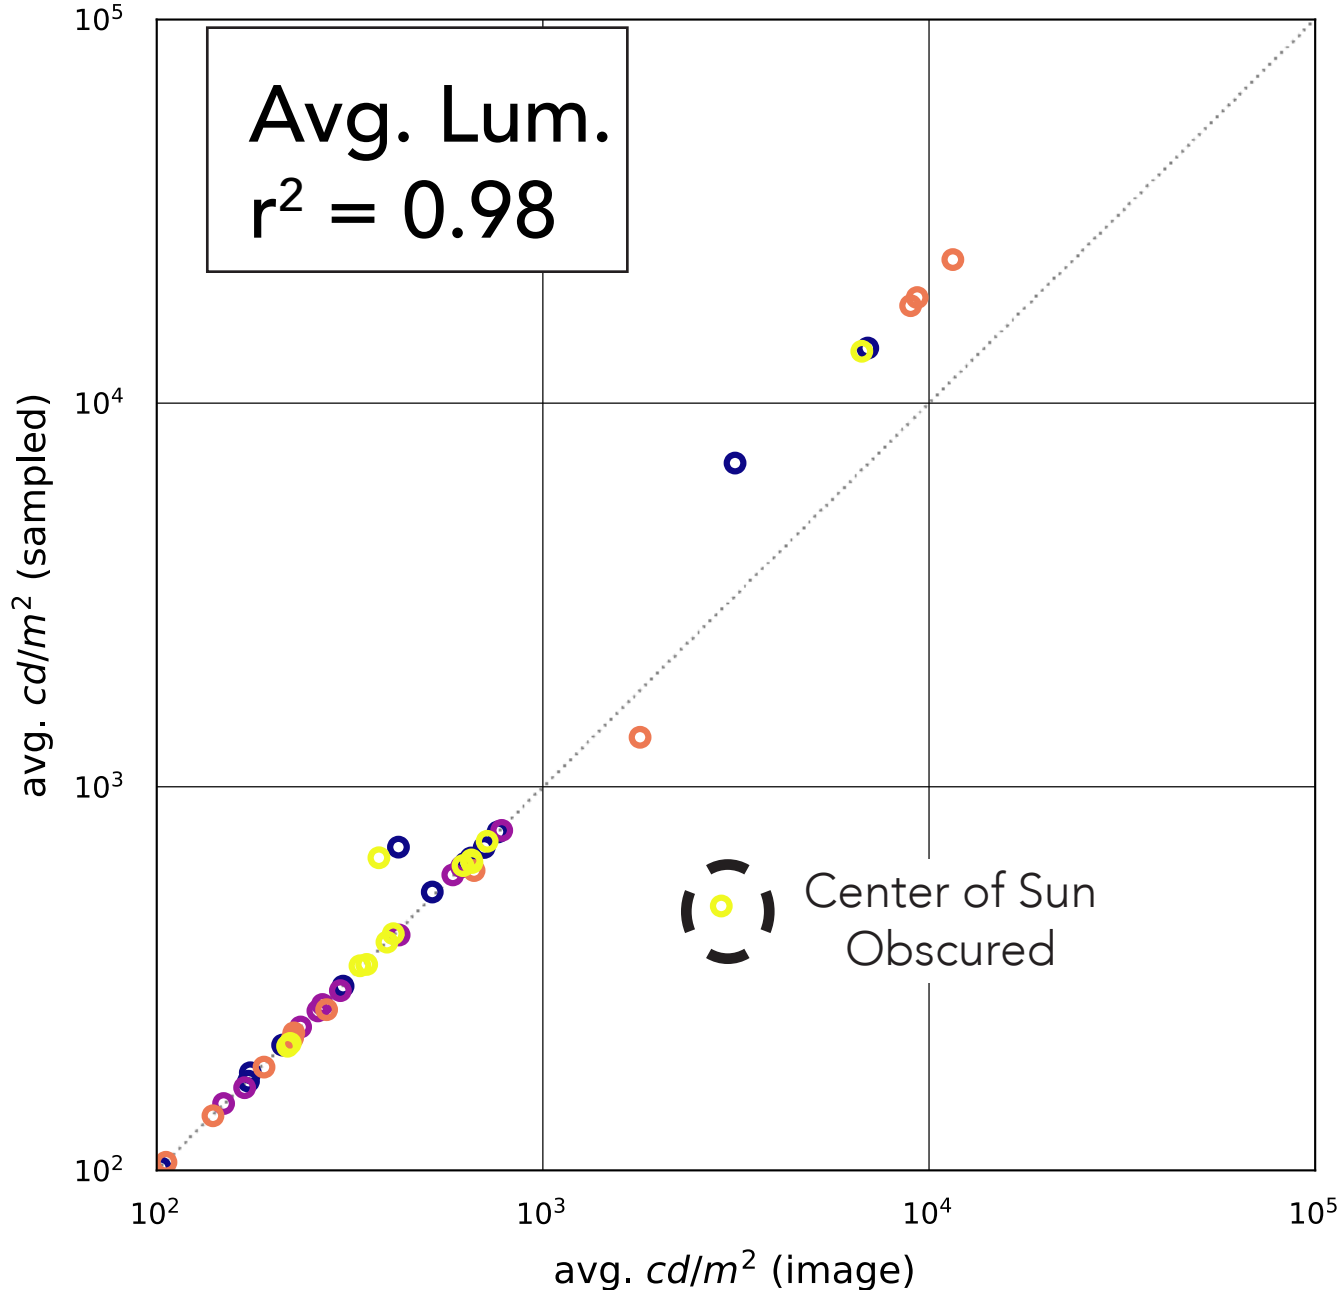 10⁵
Avg. Lum.
r² = 0.98
10⁴
avg. cd/m² (sampled)
10³
Center of Sun
Obscured
10²
10² 10³ 10⁴ 10⁵
avg. cd/m² (image)